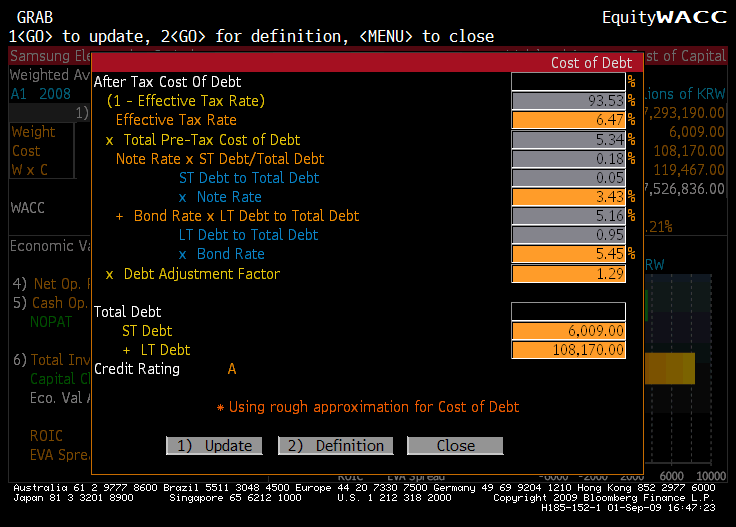 GRAB EquityWACC
1<GO> to update, 2<GO> for definition, <MENU> to close
Samsung Ele Cost of Capital
Cost of Debt
Weighted Av
After Tax Cost Of Debt %
A1 2008 lions of KRW
(1 - Effective Tax Rate) 93.53 %
1) 7,293,190.00
Effective Tax Rate 6.47 %
Weight 6,009.00
x Total Pre-Tax Cost of Debt 5.34 %
Cost 108,170.00
Note Rate x ST Debt/Total Debt 0.18 %
W x C 119,467.00
ST Debt to Total Debt 0.05
7,526,836.00
x Note Rate 3.43 %
WACC
+ Bond Rate x LT Debt to Total Debt 5.16 %
.21%
LT Debt to Total Debt 0.95
Economic Va
x Bond Rate 5.45 %
KRW
x Debt Adjustment Factor 1.29
4) Net Op. P
5) Cash Op.
NOPAT
Total Debt
ST Debt 6,009.00
+ LT Debt 108,170.00
6) Total Inv
Credit Rating A
Capital C
Eco. Val A
* Using rough approximation for Cost of Debt
ROIC
EVA Sprea
1) Update 2) Definition Close
ROIC EVA Spread 6000 10000
Australia 61 2 9777 8600 Brazil 5511 3048 4500 Europe 44 20 7330 7500 Germany 49 69 9204 1210 Hong Kong 852 2977 6000
Japan 81 3 3201 8900 Singapore 65 6212 1000 U.S. 1 212 318 2000 Copyright 2009 Bloomberg Finance L.P.
H185-152-1 01-Sep-09 16:47:23